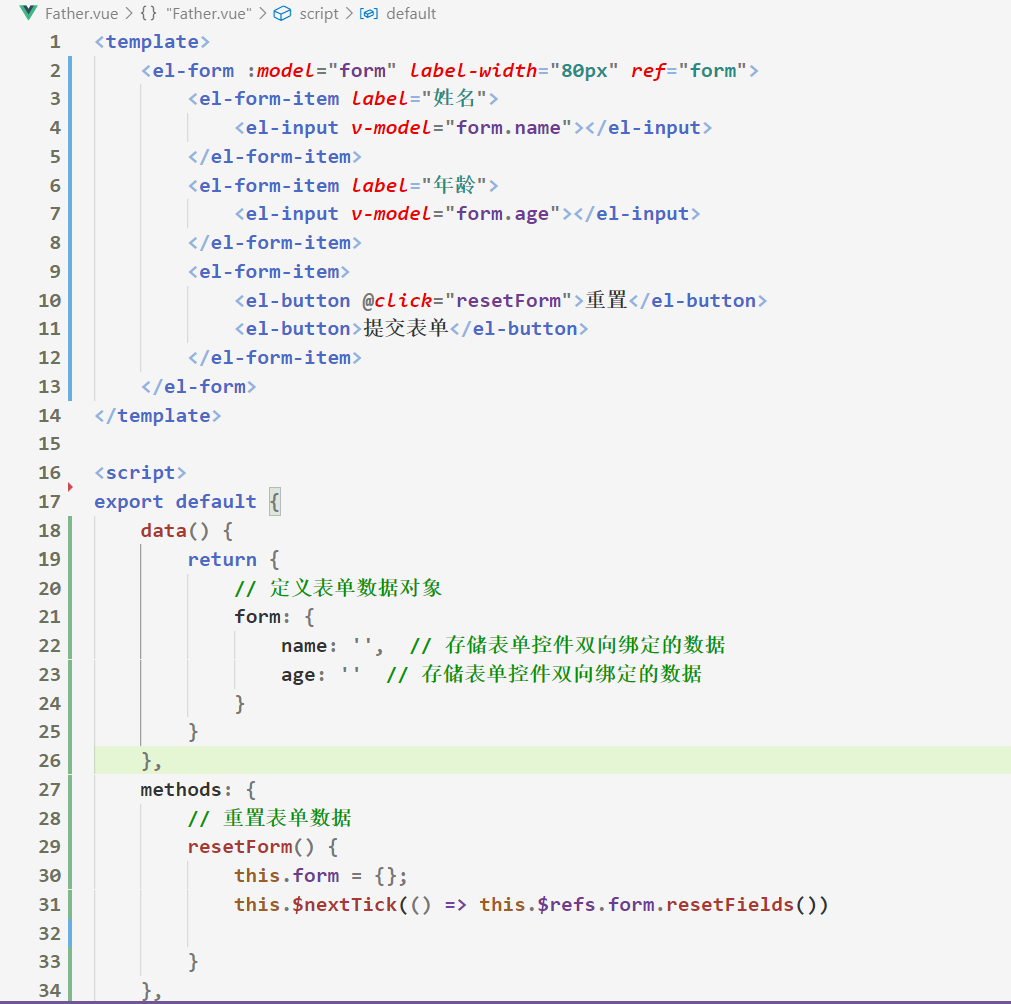 Father.vue > {} "Father.vue" > script > default
1 <template>
2     <el-form :model="form" label-width="80px" ref="form">
3         <el-form-item label="姓名">
4             <el-input v-model="form.name"></el-input>
5         </el-form-item>
6         <el-form-item label="年龄">
7             <el-input v-model="form.age"></el-input>
8         </el-form-item>
9         <el-form-item>
10             <el-button @click="resetForm">重置</el-button>
11             <el-button>提交表单</el-button>
12         </el-form-item>
13     </el-form>
14 </template>
15
16 <script>
17 export default {
18     data() {
19         return {
20             // 定义表单数据对象
21             form: {
22                 name: '',  // 存储表单控件双向绑定的数据
23                 age: ''  // 存储表单控件双向绑定的数据
24             }
25         }
26     },
27     methods: {
28         // 重置表单数据
29         resetForm() {
30             this.form = {};
31             this.$nextTick(() => this.$refs.form.resetFields())
32
33         }
34     },